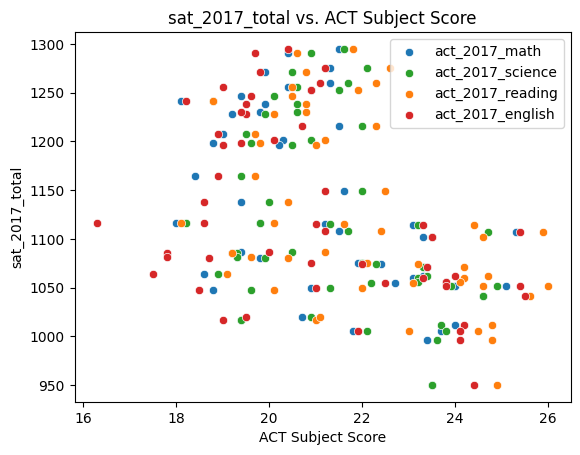 sat_2017_total vs. ACT Subject Score
act_2017_math
act_2017_science
act_2017_reading
act_2017_english
sat_2017_total
1300
1250
1200
1150
1100
1050
1000
950
16 18 20 22 24 26
ACT Subject Score